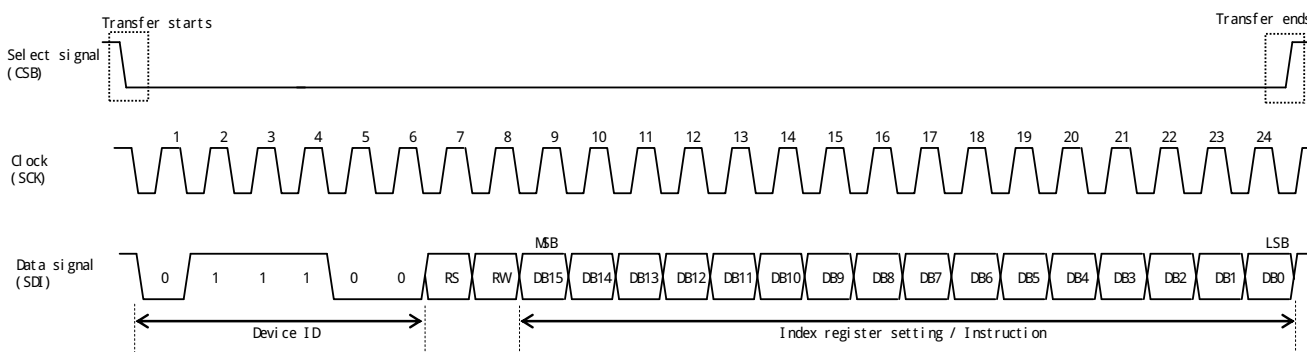 Transfer starts
Transfer ends
Select signal
(CSB)
1 2 3 4 5 6 7 8 9 10 11 12 13 14 15 16 17 18 19 20 21 22 23 24
Clock
(SCK)
MSB
LSB
Data signal
(SDI)
0 1 1 1 0 0 RS RW DB15 DB14 DB13 DB12 DB11 DB10 DB9 DB8 DB7 DB6 DB5 DB4 DB3 DB2 DB1 DB0
Device ID
Index register setting / Instruction